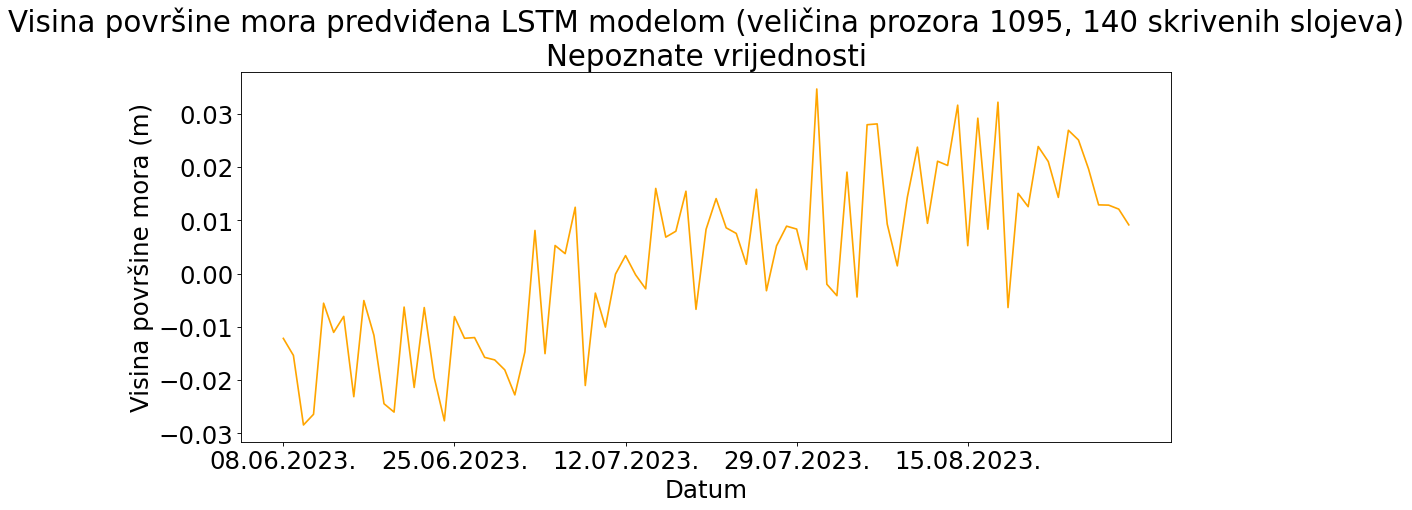 Visina površine mora predviđena LSTM modelom (veličina prozora 1095, 140 skrivenih slojeva)
Nepoznate vrijednosti
Visina površine mora (m)
0.03
0.02
0.01
0.00
−0.01
−0.02
−0.03
08.06.2023. 25.06.2023. 12.07.2023. 29.07.2023. 15.08.2023.
Datum